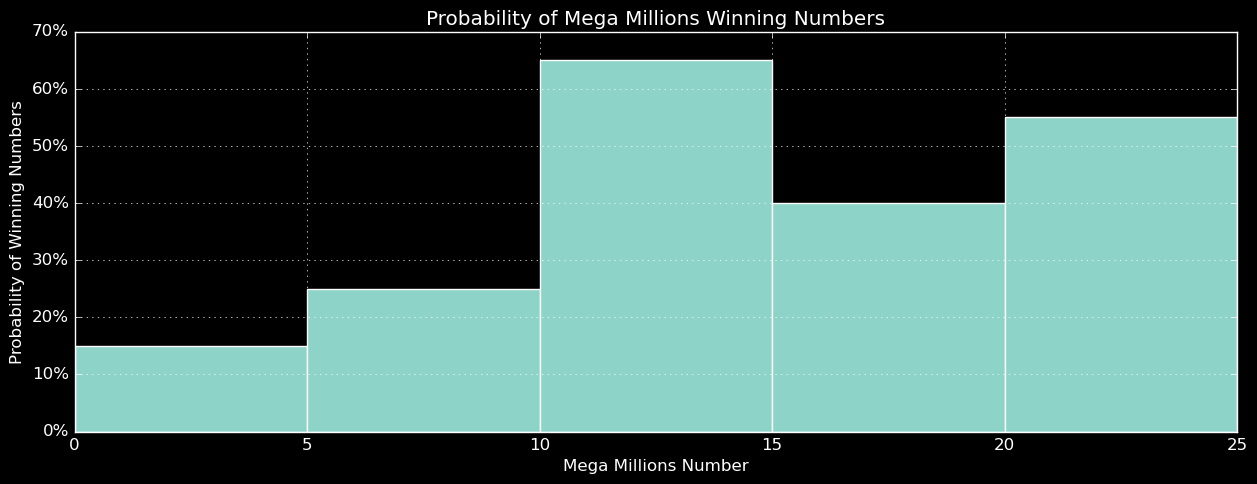 Probability of Mega Millions Winning Numbers
Probability of Winning Numbers
70%
60%
50%
40%
30%
20%
10%
0%
0 5 10 15 20 25
Mega Millions Number